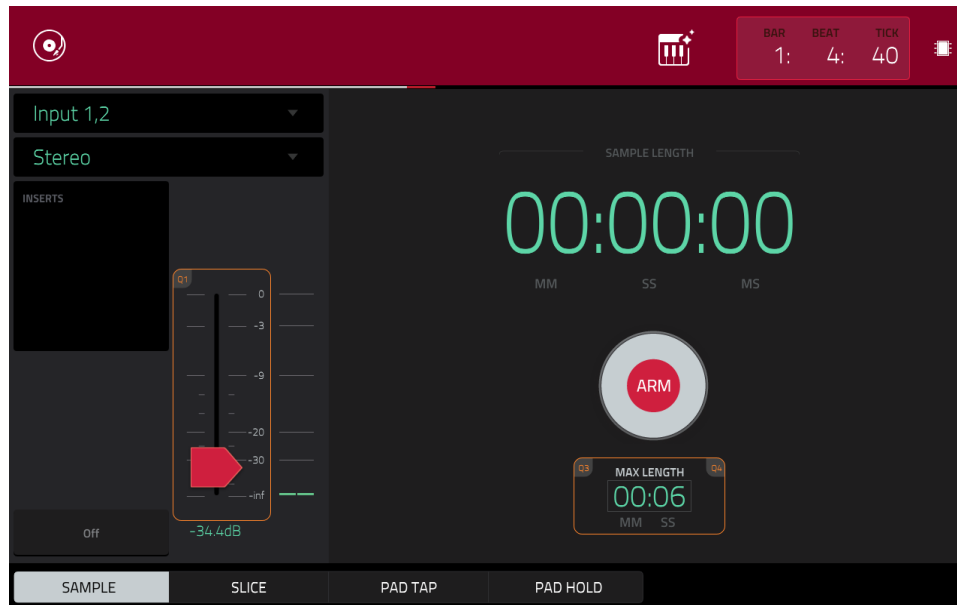 BAR BEAT TICK
1: 4: 40
Input 1,2
Stereo
INSERTS
Q1
0
-3
-9
-20
-30
-inf
-34.4dB
Off
SAMPLE LENGTH
00:00:00
MM SS MS
ARM
Q3 MAX LENGTH Q4
00:06
MM SS
SAMPLE SLICE PAD TAP PAD HOLD